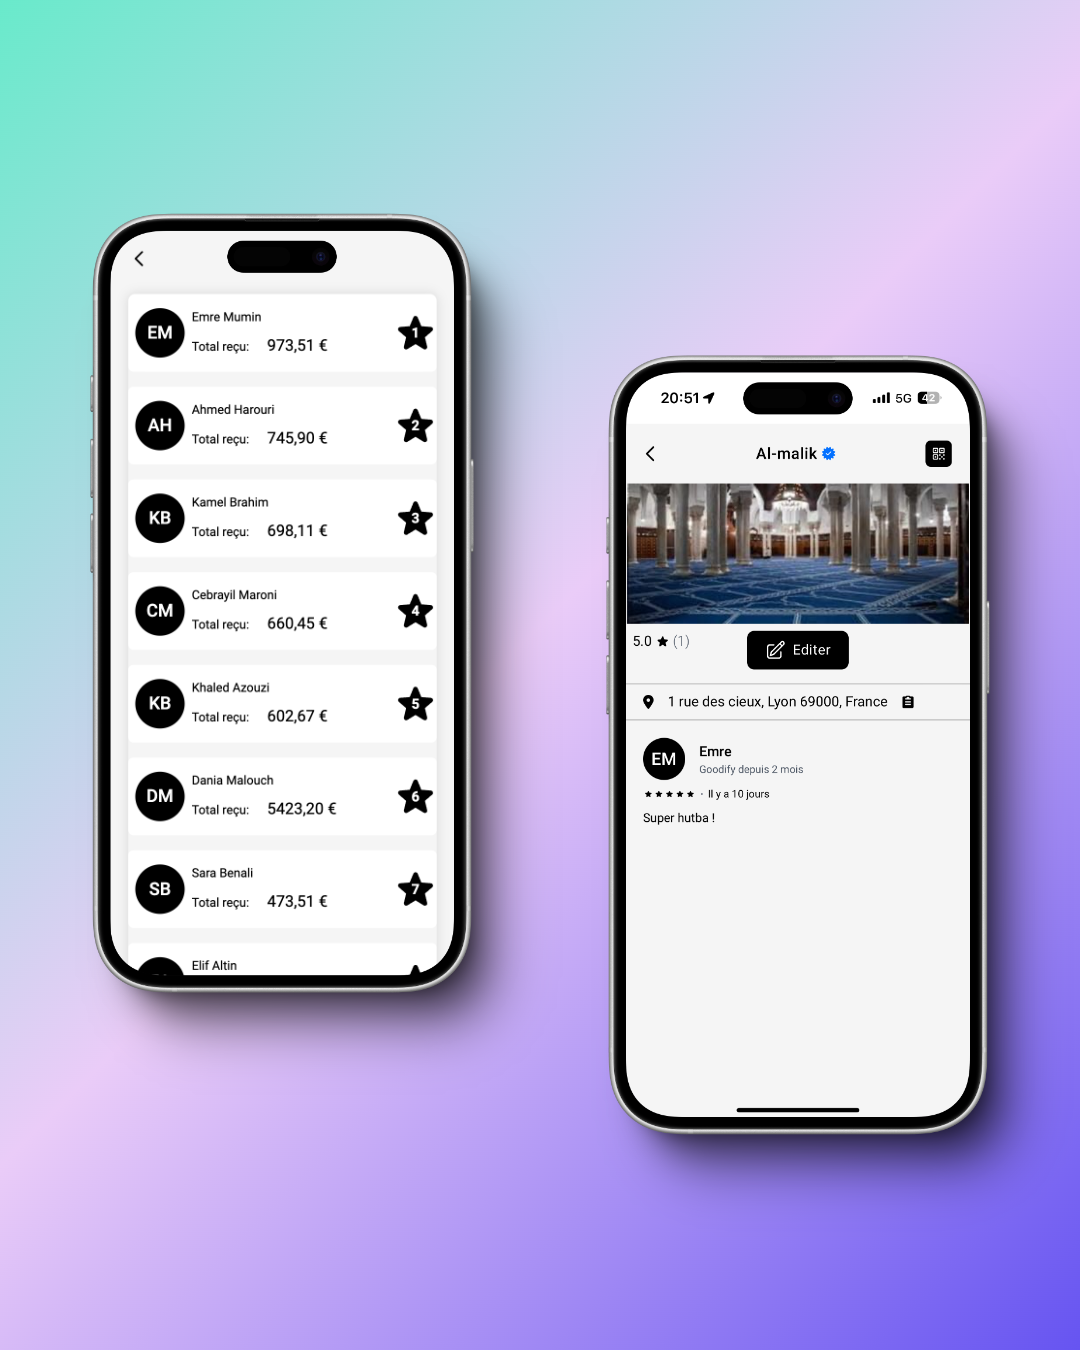 EM
Emre Mumin
Total reçu: 973,51 €
1
AH
Ahmed Harouri
Total reçu: 745,90 €
2
KB
Kamel Brahim
Total reçu: 698,11 €
3
CM
Cebrayil Maroni
Total reçu: 660,45 €
4
KB
Khaled Azouzi
Total reçu: 602,67 €
5
DM
Dania Malouch
Total reçu: 5423,20 €
6
SB
Sara Benali
Total reçu: 473,51 €
7
Elif Altin
20:51 5G 42
Al-malik
5.0 ★ (1)
Editer
1 rue des cieux, Lyon 69000, France
EM
Emre
Goodify depuis 2 mois
★★★★★ · Il y a 10 jours
Super hutba !